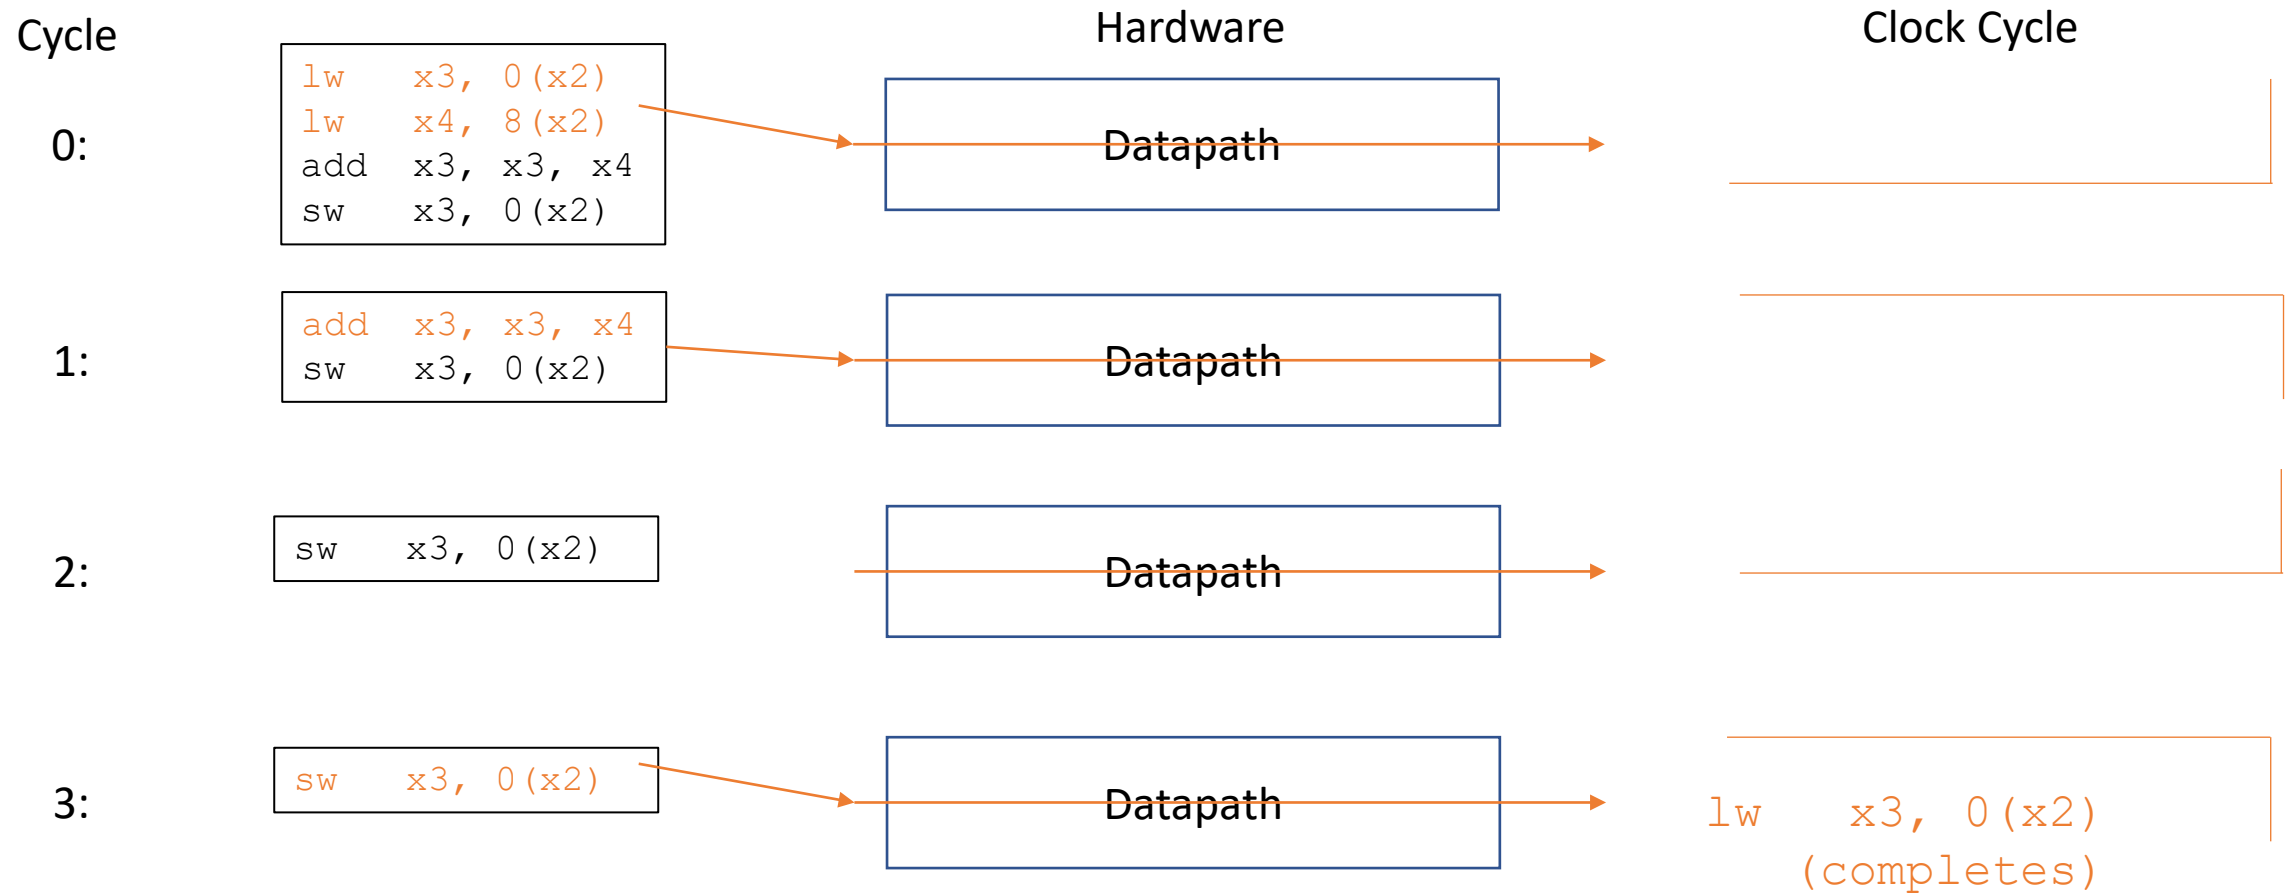 Cycle
Hardware
Clock Cycle
0:
lw x3, 0(x2)
lw x4, 8(x2)
add x3, x3, x4
sw x3, 0(x2)
Datapath
1:
add x3, x3, x4
sw x3, 0(x2)
Datapath
2:
sw x3, 0(x2)
Datapath
3:
sw x3, 0(x2)
Datapath
lw x3, 0(x2)
(completes)